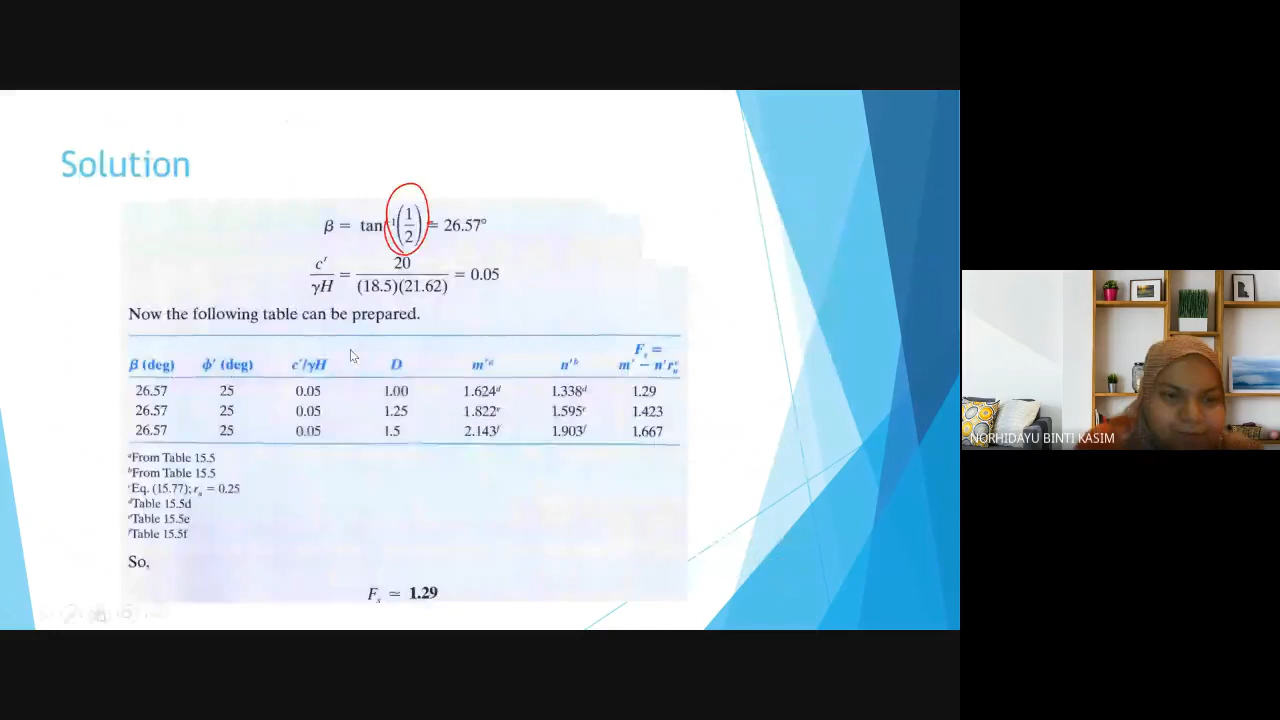 Solution
β = tan⁻¹(1/2) = 26.57°
c′/γH = 20/(18.5)(21.62) = 0.05
Now the following table can be prepared.
β (deg) ϕ′ (deg) c′/γH D m′ᵃ n′ᵇ Fₛ = m′ − n′rᵤᶜ
26.57 25 0.05 1.00 1.624ᵈ 1.338ᵈ 1.29
26.57 25 0.05 1.25 1.822ᵉ 1.595ᵉ 1.423
26.57 25 0.05 1.5 2.143ᶠ 1.903ᶠ 1.667
ᵃFrom Table 15.5
ᵇFrom Table 15.5
ᶜEq. (15.77); rᵤ = 0.25
ᵈTable 15.5d
ᵉTable 15.5e
ᶠTable 15.5f
So,
Fₛ = 1.29
NORHIDAYU BINTI KASIM